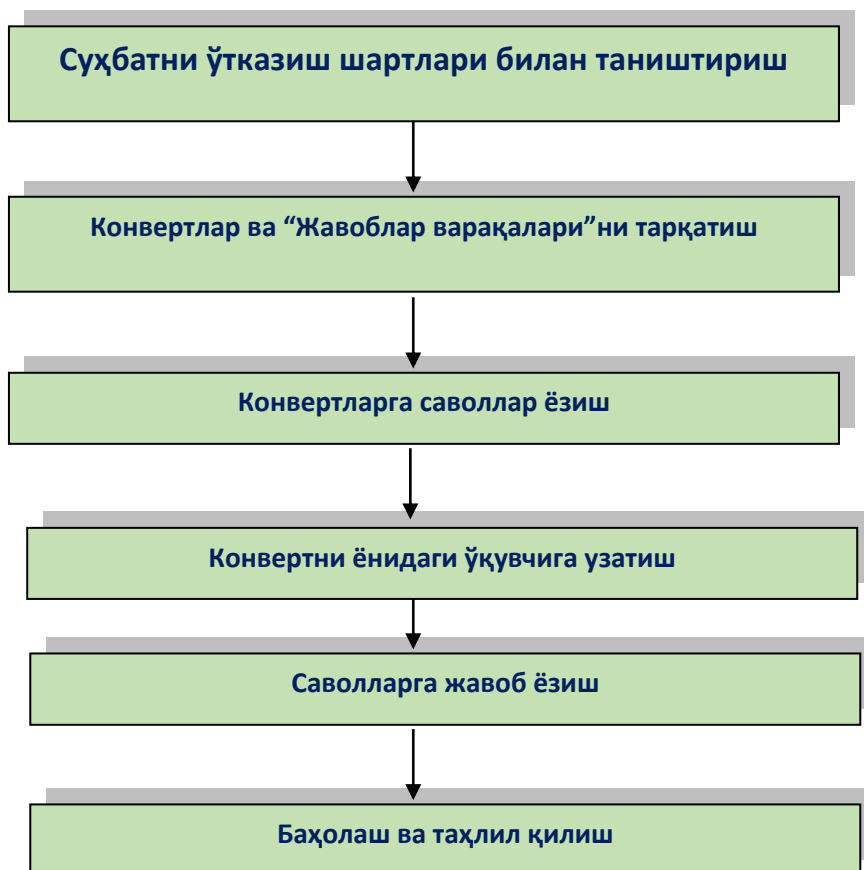 Суҳбатни ўтказиш шартлари билан таништириш
Конвертлар ва “Жавоблар варақалари”ни тарқатиш
Конвертларга саволлар ёзиш
Конвертни ёнидаги ўқувчига узатиш
Саволларга жавоб ёзиш
Баҳолаш ва таҳлил қилиш